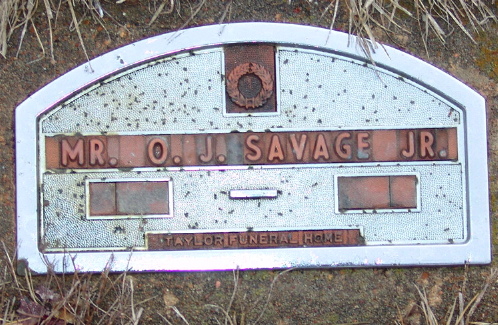 MR. O. J. SAVAGE JR.
TAYLOR FUNERAL HOME